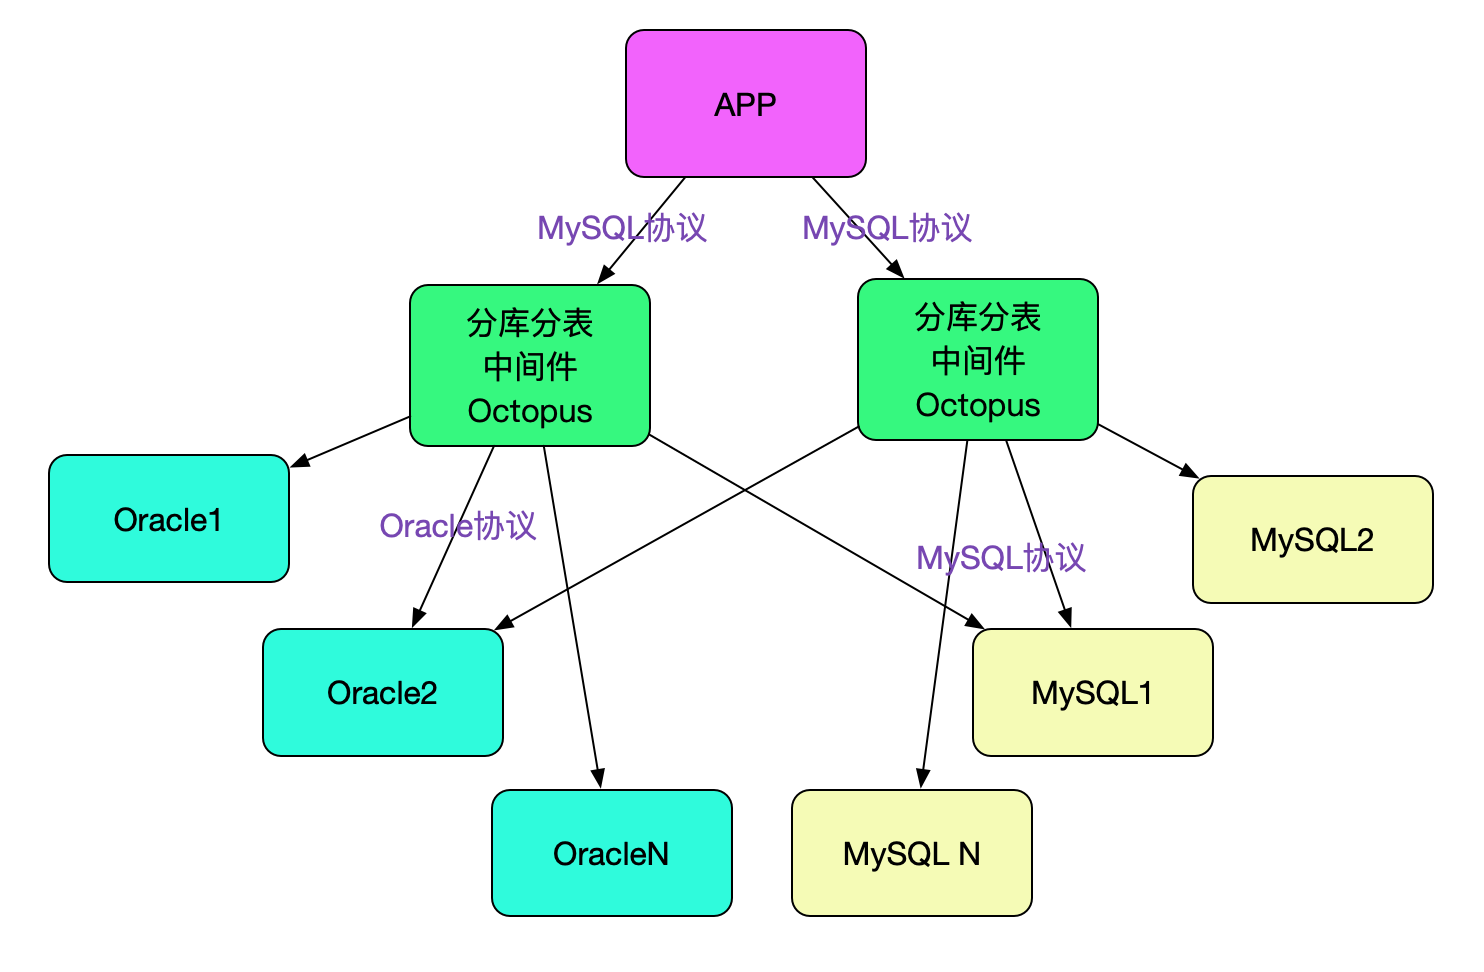 APP
MySQL协议
MySQL协议
分库分表
中间件
Octopus
分库分表
中间件
Octopus
Oracle1
Oracle协议
MySQL协议
MySQL2
Oracle2
MySQL1
OracleN
MySQL N